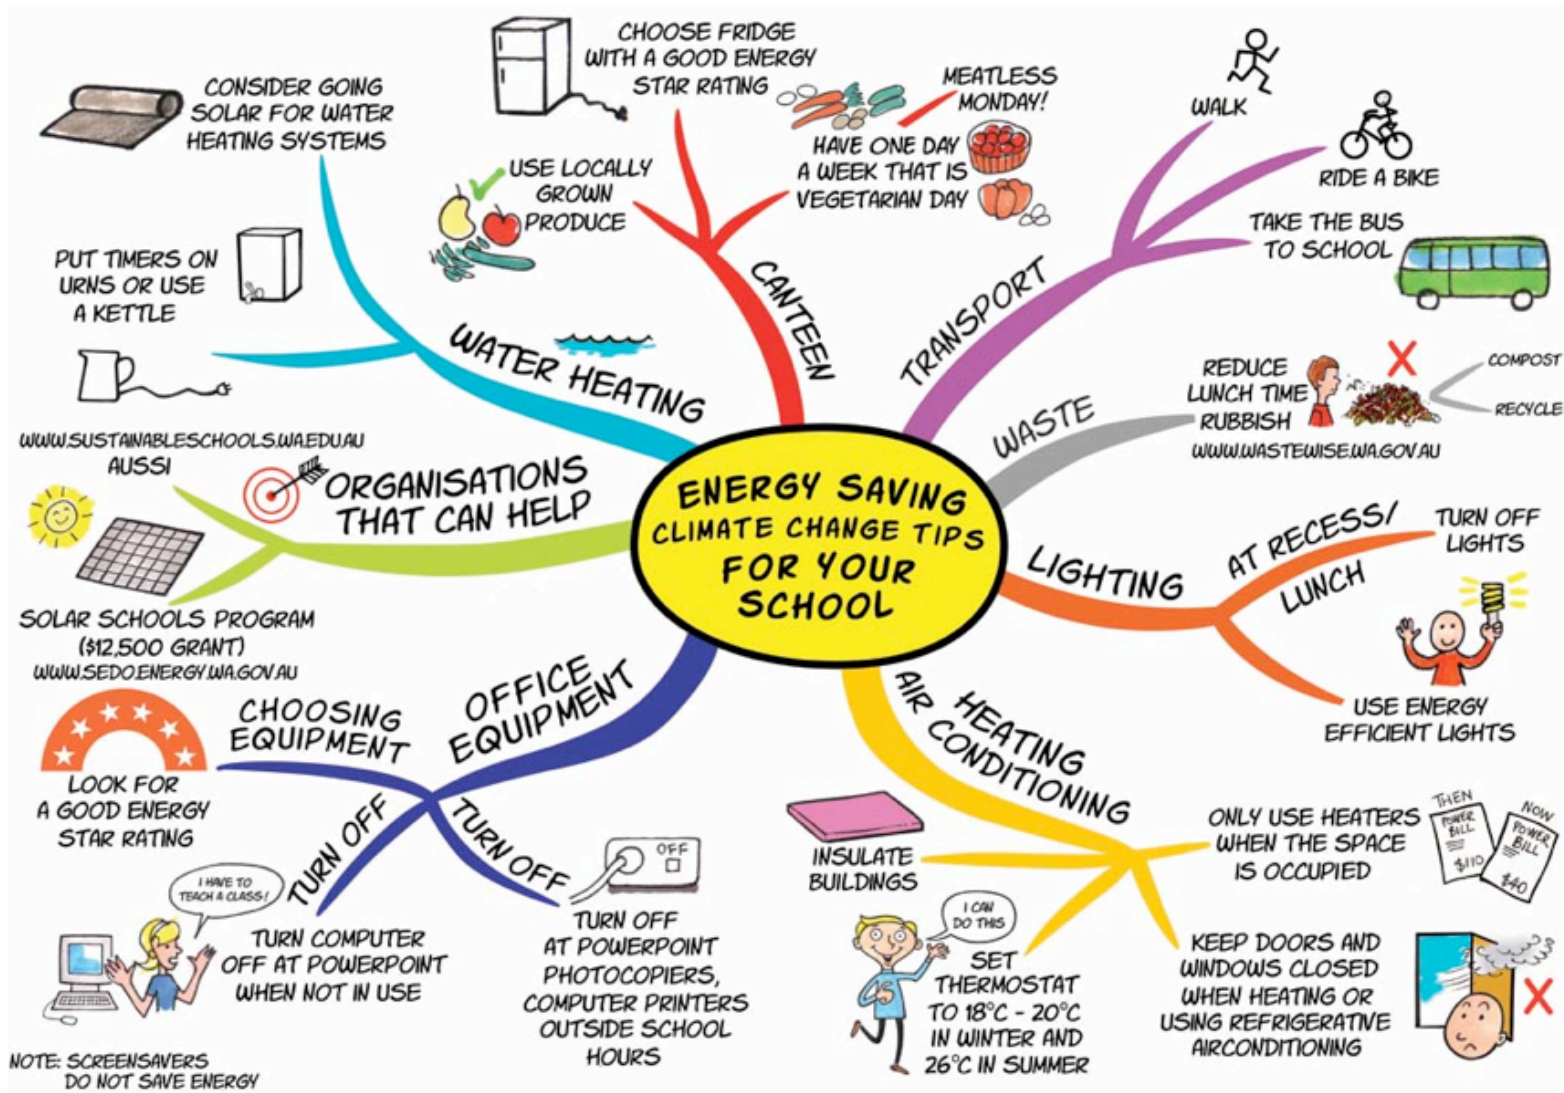 ENERGY SAVING
CLIMATE CHANGE TIPS
FOR YOUR
SCHOOL
CANTEEN
USE LOCALLY
GROWN
PRODUCE
CHOOSE FRIDGE
WITH A GOOD ENERGY
STAR RATING
MEATLESS
MONDAY!
HAVE ONE DAY
A WEEK THAT IS
VEGETARIAN DAY
TRANSPORT
WALK
RIDE A BIKE
TAKE THE BUS
TO SCHOOL
WASTE
REDUCE
LUNCH TIME
RUBBISH
WWW.WASTEWISE.WA.GOV.AU
COMPOST
RECYCLE
LIGHTING
AT RECESS/
LUNCH
TURN OFF
LIGHTS
USE ENERGY
EFFICIENT LIGHTS
HEATING
AIR CONDITIONING
ONLY USE HEATERS
WHEN THE SPACE
IS OCCUPIED
THEN
POWER
BILL
$110
NOW
POWER
BILL
$40
KEEP DOORS AND
WINDOWS CLOSED
WHEN HEATING OR
USING REFRIGERATIVE
AIRCONDITIONING
I CAN
DO THIS
SET
THERMOSTAT
TO 18°C - 20°C
IN WINTER AND
26°C IN SUMMER
INSULATE
BUILDINGS
OFFICE
EQUIPMENT
TURN OFF
OFF
TURN OFF
AT POWERPOINT
PHOTOCOPIERS,
COMPUTER PRINTERS
OUTSIDE SCHOOL
HOURS
TURN OFF
I HAVE TO
TEACH A CLASS!
TURN COMPUTER
OFF AT POWERPOINT
WHEN NOT IN USE
NOTE: SCREENSAVERS
DO NOT SAVE ENERGY
CHOOSING
EQUIPMENT
LOOK FOR
A GOOD ENERGY
STAR RATING
ORGANISATIONS
THAT CAN HELP
WWW.SUSTAINABLESCHOOLS.WA.EDU.AU
AUSSI
SOLAR SCHOOLS PROGRAM
($12,500 GRANT)
WWW.SEDO.ENERGY.WA.GOV.AU
WATER HEATING
PUT TIMERS ON
URNS OR USE
A KETTLE
CONSIDER GOING
SOLAR FOR WATER
HEATING SYSTEMS